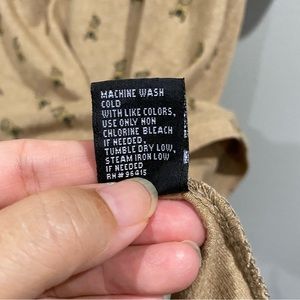 MACHINE WASH
COLD
WITH LIKE COLORS,
USE ONLY NON
CHLORINE BLEACH
IF NEEDED,
TUMBLE DRY LOW,
STEAM IRON LOW
IF NEEDED
RN# 96415